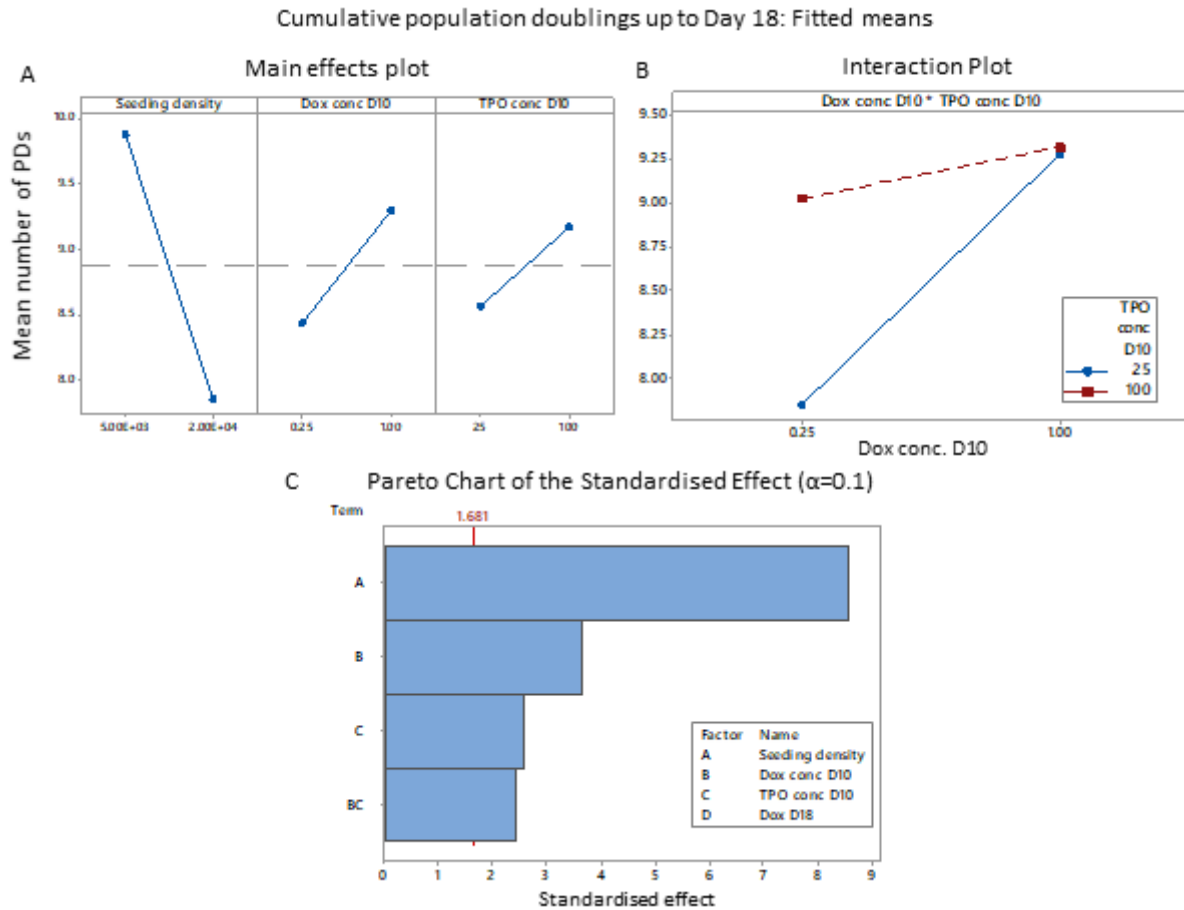 Cumulative population doublings up to Day 18: Fitted means
A
Main effects plot
Seeding density
Dox conc D10
TPO conc D10
Mean number of PDs
10.0
9.5
9.0
8.5
8.0
5.00E+03
2.00E+04
0.25
1.00
25
100
B
Interaction Plot
Dox conc D10 * TPO conc D10
9.50
9.25
9.00
8.75
8.50
8.25
8.00
0.25
1.00
Dox conc. D10
TPO
conc
D10
25
100
C
Pareto Chart of the Standardised Effect (α=0.1)
Term
1.681
A
B
C
BC
Factor Name
A Seeding density
B Dox conc D10
C TPO conc D10
D Dox D18
0 1 2 3 4 5 6 7 8 9
Standardised effect